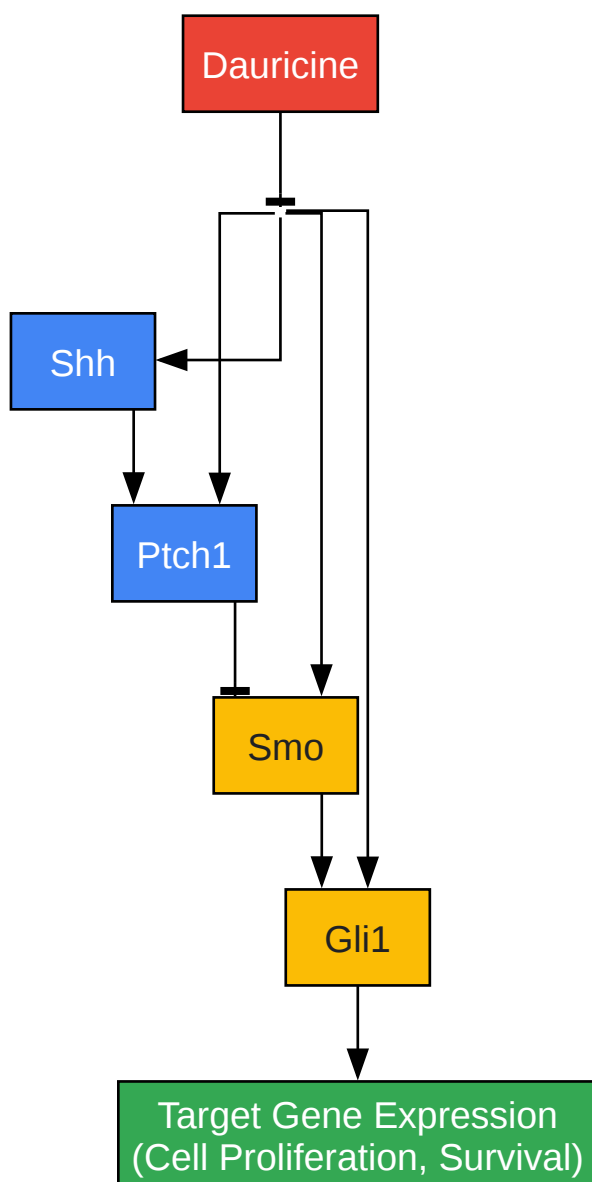 Dauricine
Shh
Ptch1
Smo
Gli1
Target Gene Expression
(Cell Proliferation, Survival)